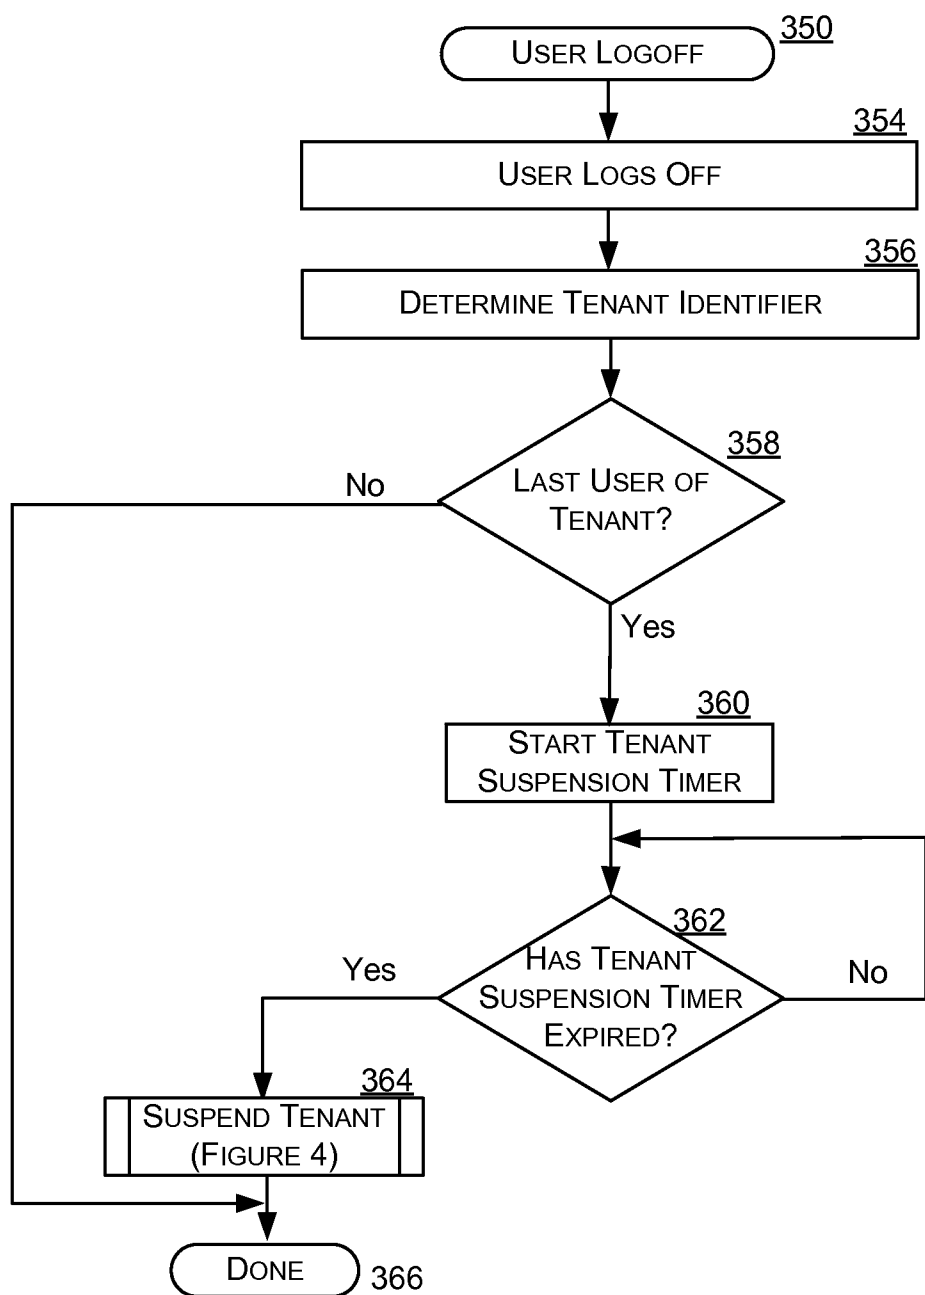 350
USER LOGOFF
354
USER LOGS OFF
356
DETERMINE TENANT IDENTIFIER
358
LAST USER OF
TENANT?
No
Yes
360
START TENANT
SUSPENSION TIMER
362
HAS TENANT
SUSPENSION TIMER
EXPIRED?
Yes
No
364
SUSPEND TENANT
(FIGURE 4)
DONE
366